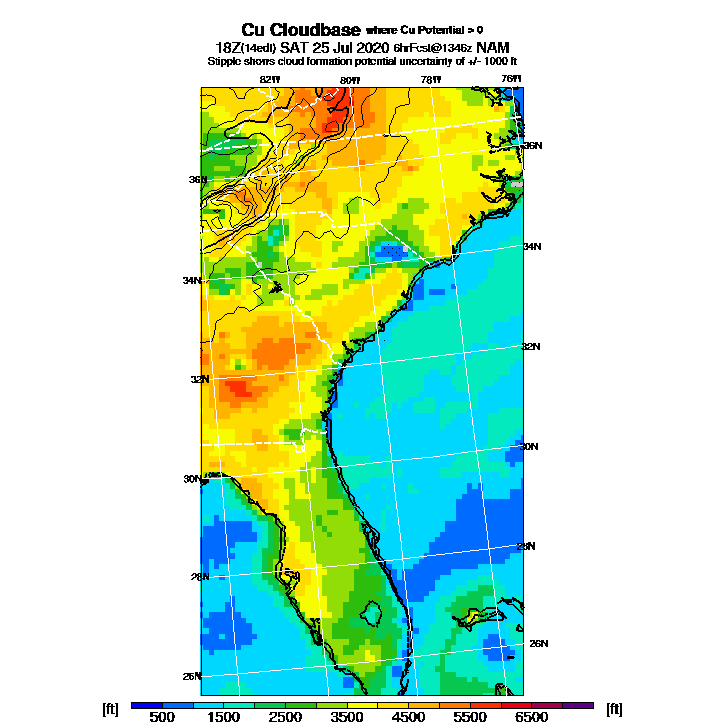 Cu Cloudbase where Cu Potential > 0
18Z(14edt) SAT 25 Jul 2020 6hrFcst@1346z NAM
Stipple shows cloud formation potential uncertainty of +/- 1000 ft
82W 80W 78W 76W
36N
36N
34N
34N
32N
32N
30N
30N
28N
28N
26N
26N
[ft] 500 1500 2500 3500 4500 5500 6500 [ft]